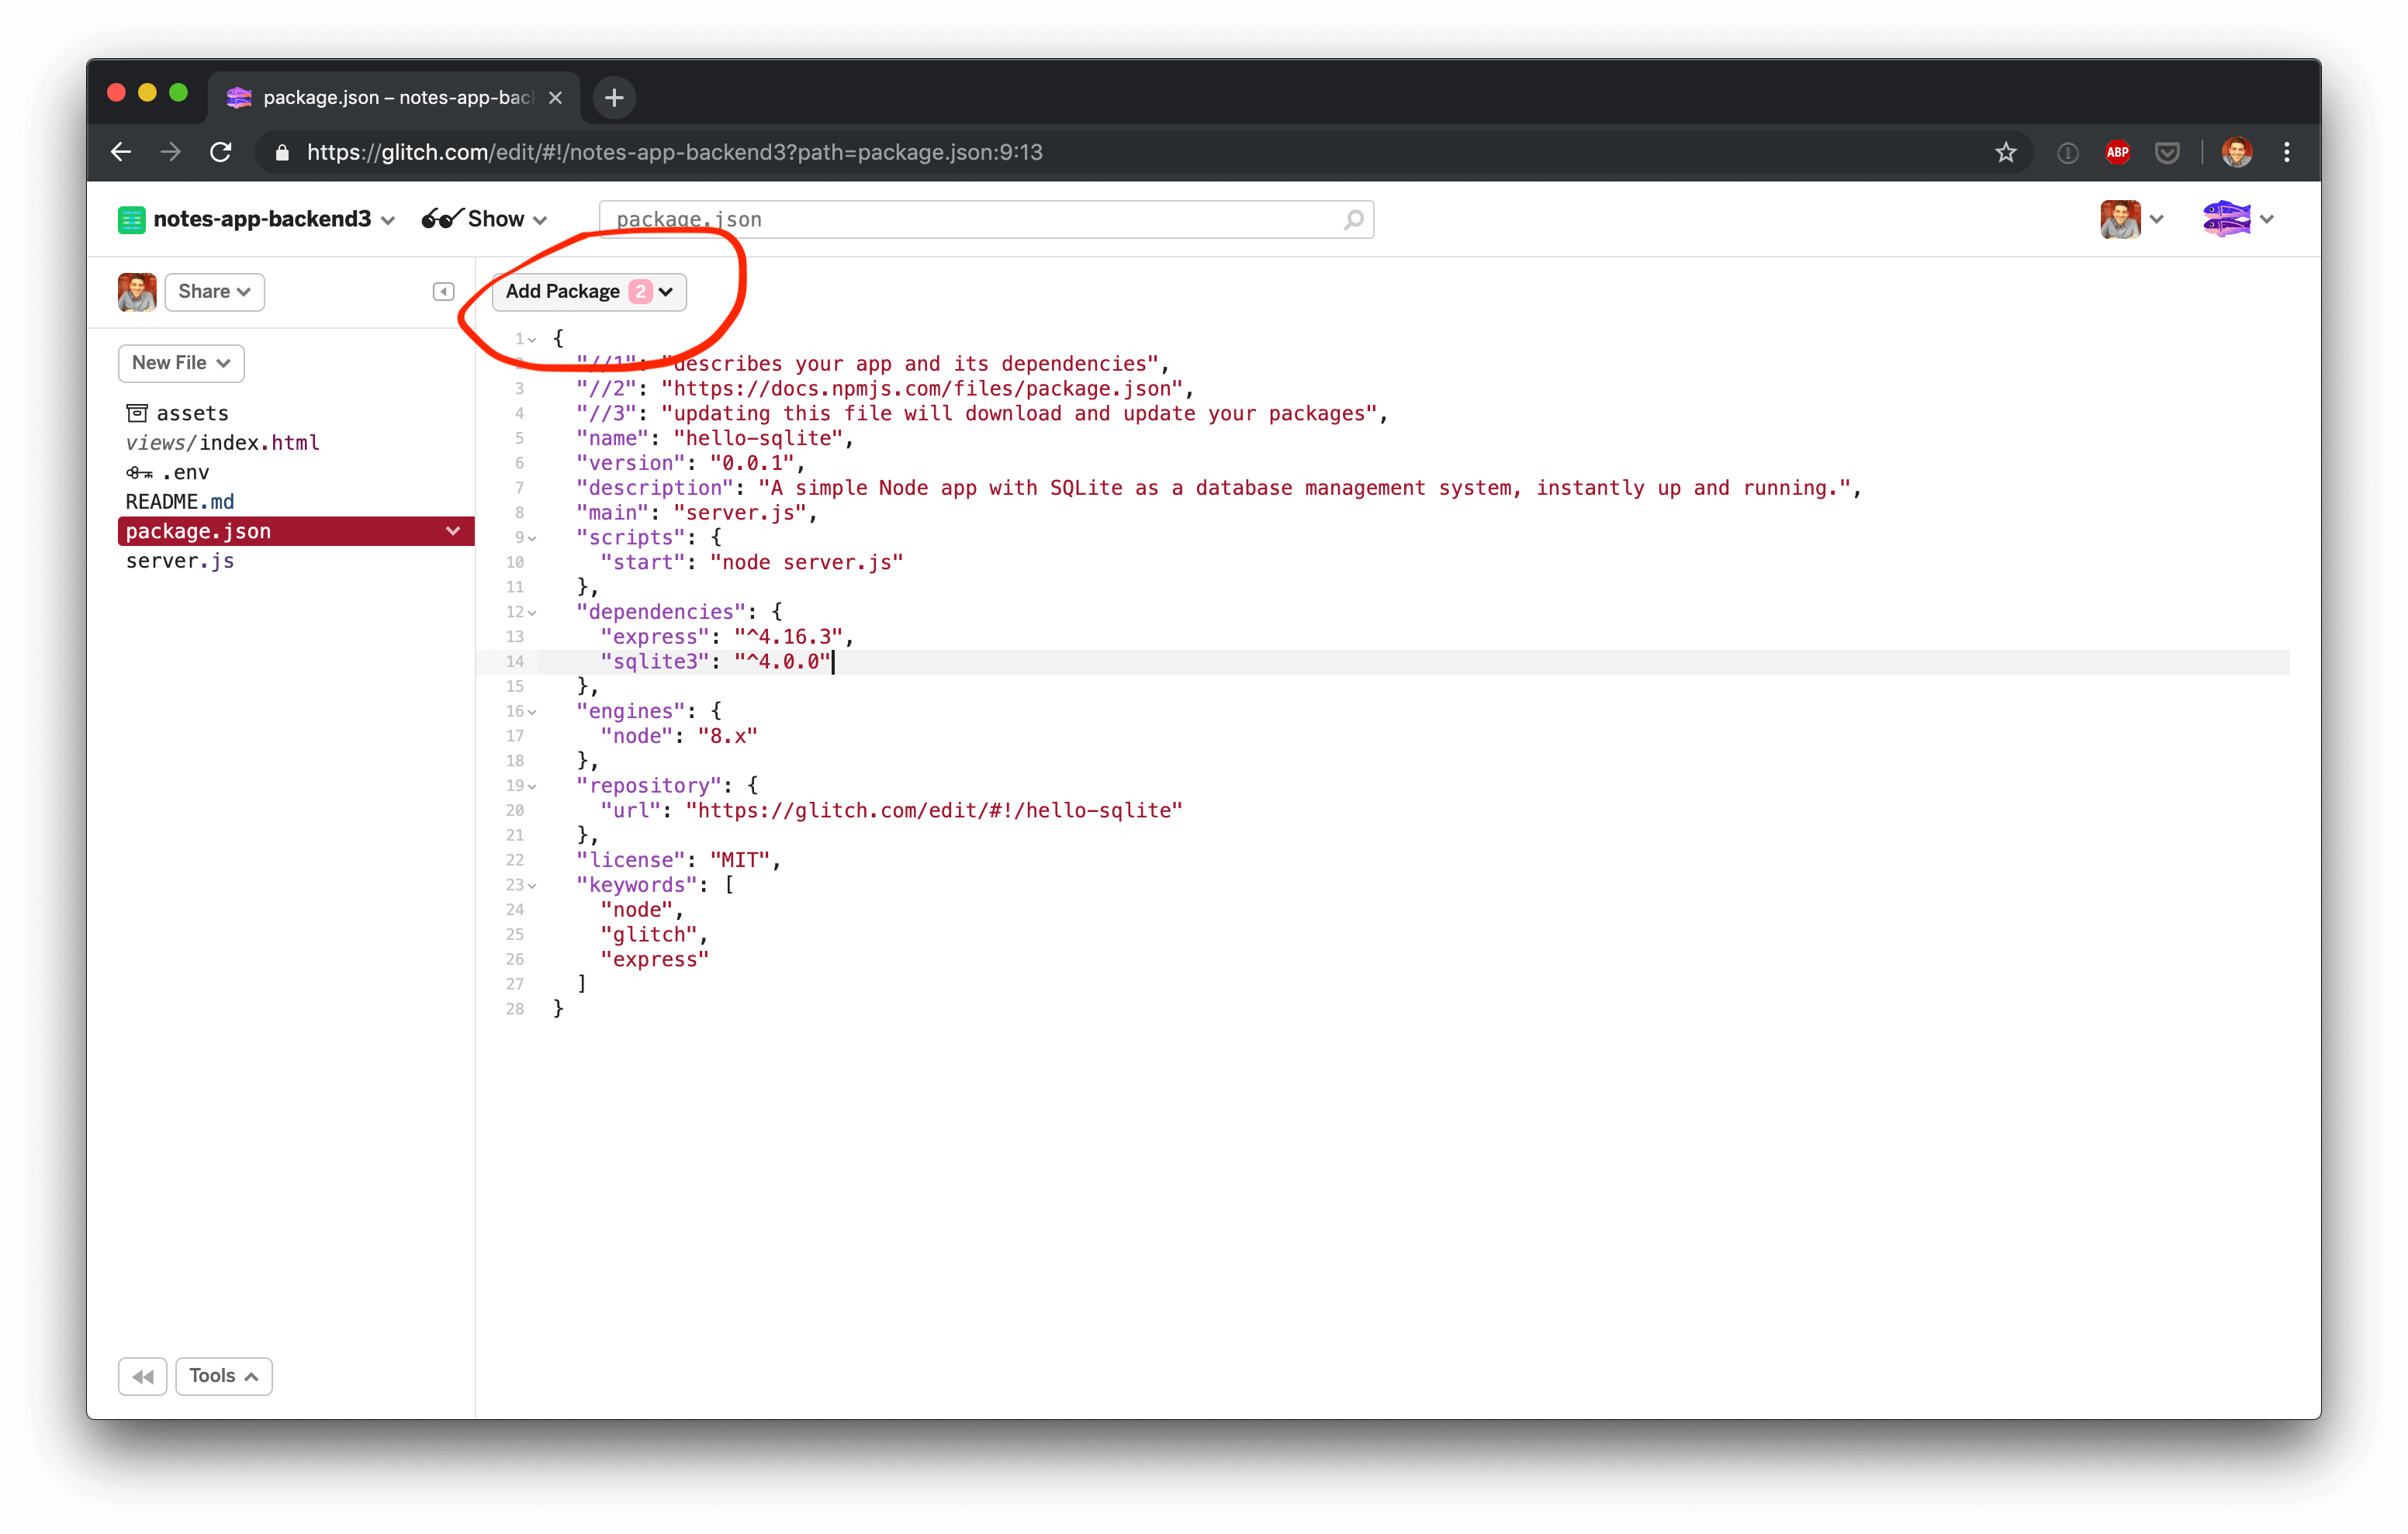 package.json – notes-app-bac
https://glitch.com/edit/#!/notes-app-backend3?path=package.json:9:13
ABP
notes-app-backend3 Show package.json
Share Add Package 2
New File
assets
views/index.html
.env
README.md
package.json
server.js
1 {
2 "//1": "describes your app and its dependencies",
3 "//2": "https://docs.npmjs.com/files/package.json",
4 "//3": "updating this file will download and update your packages",
5 "name": "hello-sqlite",
6 "version": "0.0.1",
7 "description": "A simple Node app with SQLite as a database management system, instantly up and running.",
8 "main": "server.js",
9 "scripts": {
10 "start": "node server.js"
11 },
12 "dependencies": {
13 "express": "^4.16.3",
14 "sqlite3": "^4.0.0"
15 },
16 "engines": {
17 "node": "8.x"
18 },
19 "repository": {
20 "url": "https://glitch.com/edit/#!/hello-sqlite"
21 },
22 "license": "MIT",
23 "keywords": [
24 "node",
25 "glitch",
26 "express"
27 ]
28 }
Tools